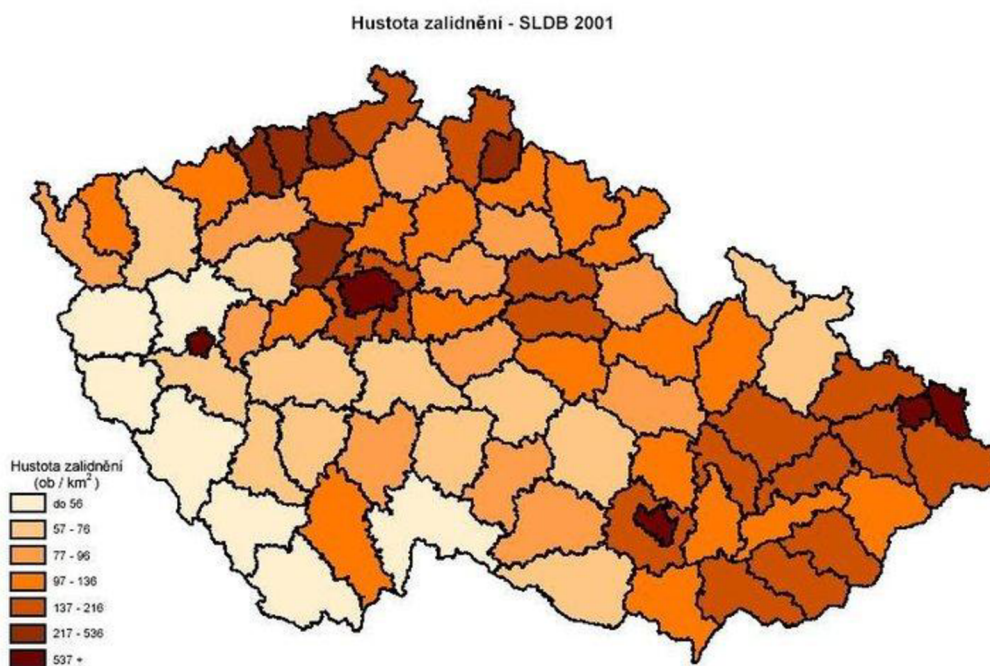 Hustota zalidnění - SLDB 2001
Hustota zalidnění
(ob / km²)
do 56
57 - 76
77 - 96
97 - 136
137 - 216
217 - 536
537 +